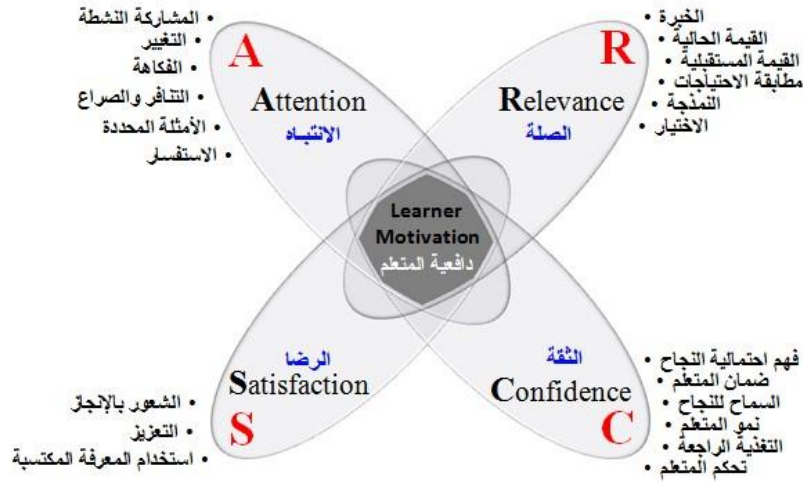 A
Attention
الانتباه
• المشاركة النشطة
• التغيير
• الفكاهة
• التنافر والصراع
• الأمثلة المحددة
• الاستفسار
R
Relevance
الصلة
• الخبرة
• القيمة الحالية
• القيمة المستقبلية
• مطابقة الاحتياجات
• النمذجة
• الاختيار
Learner
Motivation
دافعية المتعلم
الرضا
Satisfaction
S
• الشعور بالإنجاز
• التعزيز
• استخدام المعرفة المكتسبة
الثقة
Confidence
C
• فهم احتمالية النجاح
• ضمان المتعلم
• السماح للنجاح
• نمو المتعلم
• التغذية الراجعة
• تحكم المتعلم